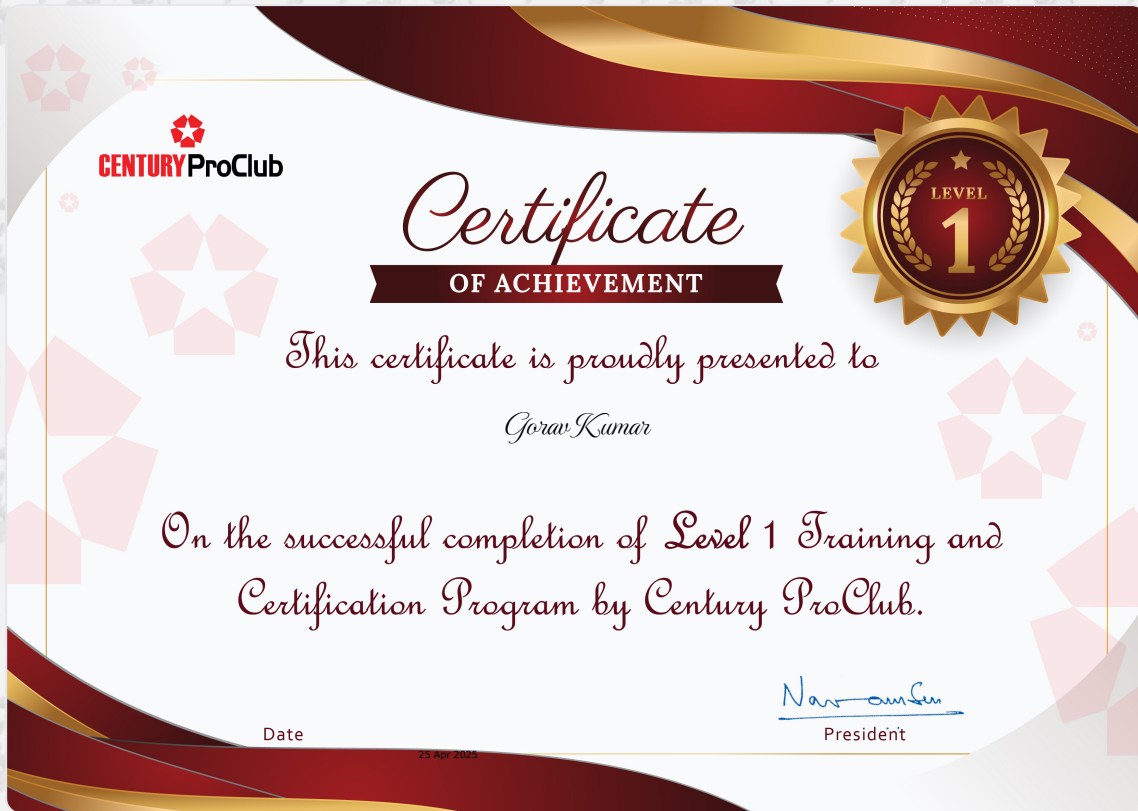 CENTURY ProClub
LEVEL
1
Certificate
OF ACHIEVEMENT
This certificate is proudly presented to
Gorav Kumar
On the successful completion of Level 1 Training and
Certification Program by Century ProClub.
Date
President
25 Apr 2025